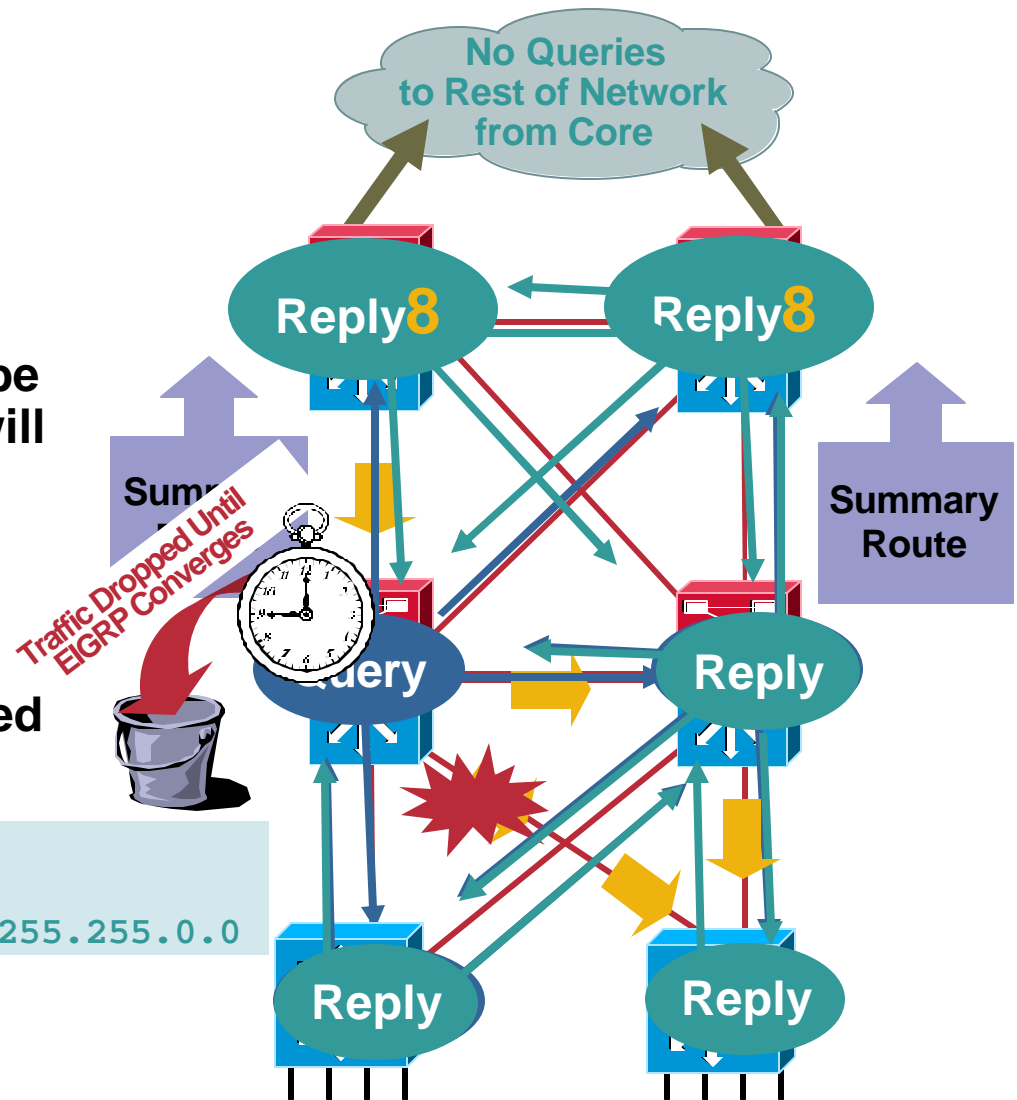 No Queries
to Rest of Network
from Core
Reply8
Reply8
Summary
Route
Traffic Dropped Until
EIGRP Converges
Query
Reply
ed
255.255.0.0
Reply
Reply